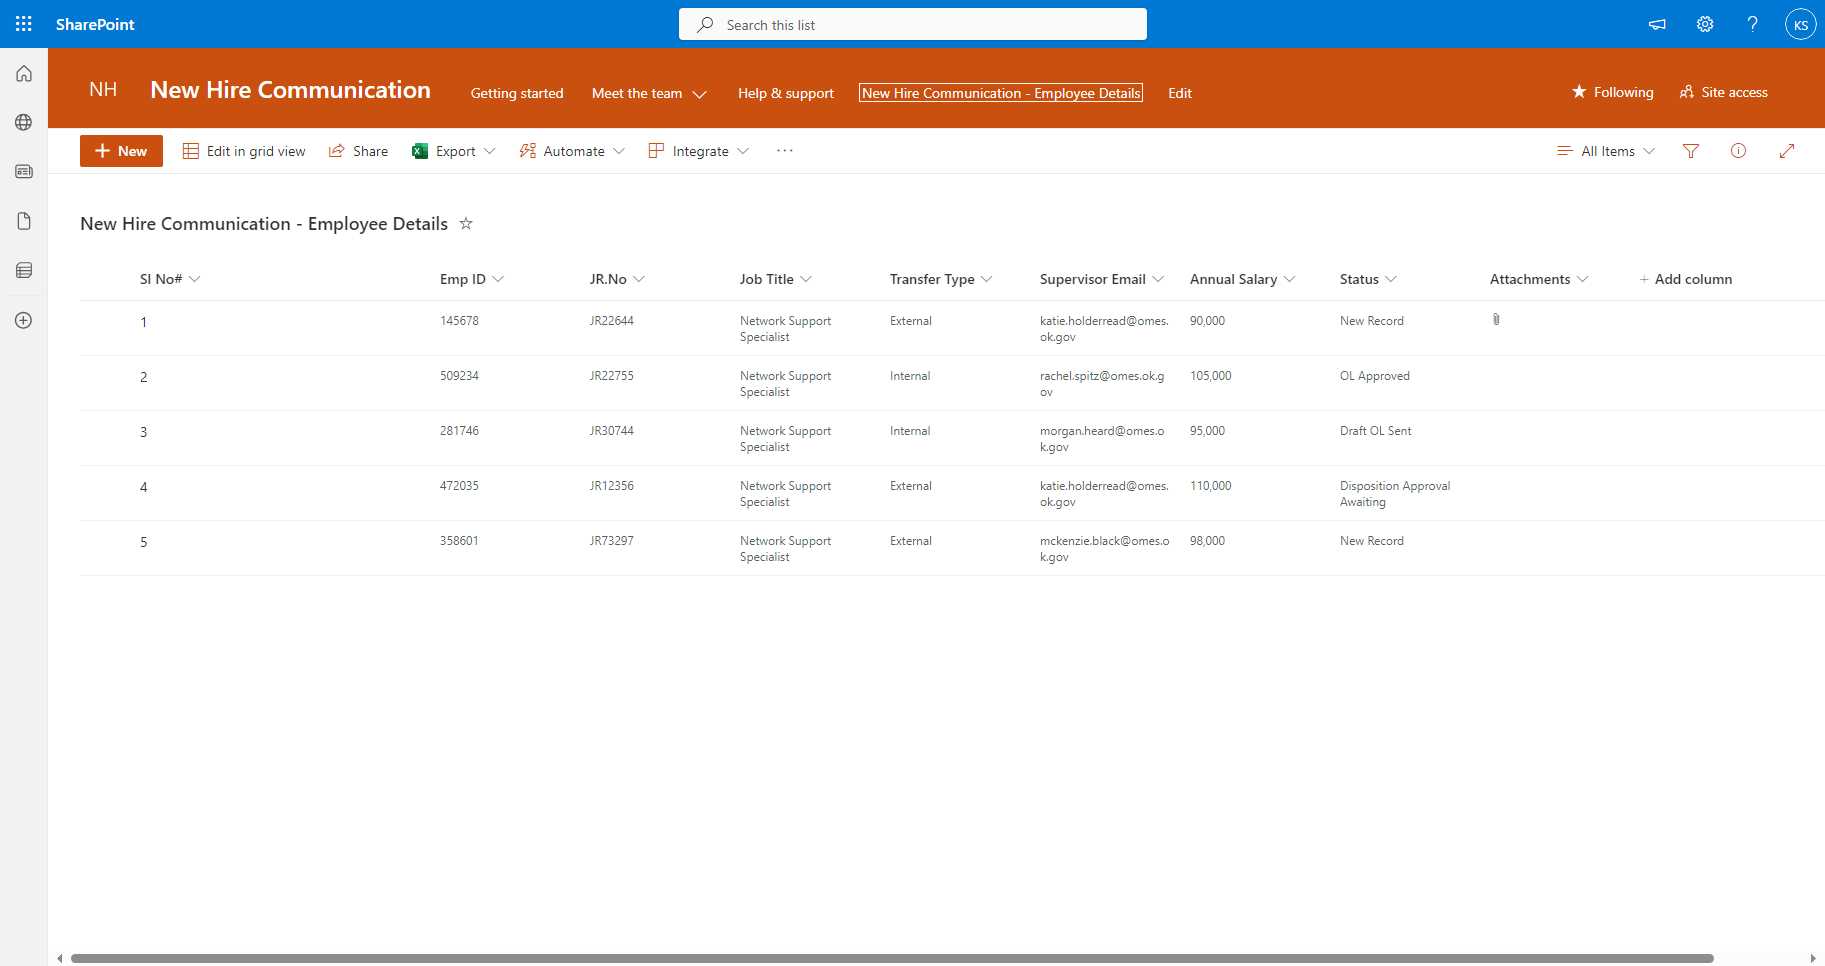 SharePoint
Search this list
KS
NH
New Hire Communication
Getting started
Meet the team
Help & support
New Hire Communication - Employee Details
Edit
Following
Site access
New
Edit in grid view
Share
Export
Automate
Integrate
...
All Items
New Hire Communication - Employee Details
Sl No# Emp ID JR.No Job Title Transfer Type Supervisor Email Annual Salary Status Attachments + Add column
1 145678 JR22644 Network Support External katie.holderread@omes. 90,000 New Record
Specialist ok.gov
2 509234 JR22755 Network Support Internal rachel.spitz@omes.ok.g 105,000 OL Approved
Specialist ov
3 281746 JR30744 Network Support Internal morgan.heard@omes.o 95,000 Draft OL Sent
Specialist k.gov
4 472035 JR12356 Network Support External katie.holderread@omes. 110,000 Disposition Approval
Specialist ok.gov Awaiting
5 358601 JR73297 Network Support External mckenzie.black@omes.o 98,000 New Record
Specialist k.gov